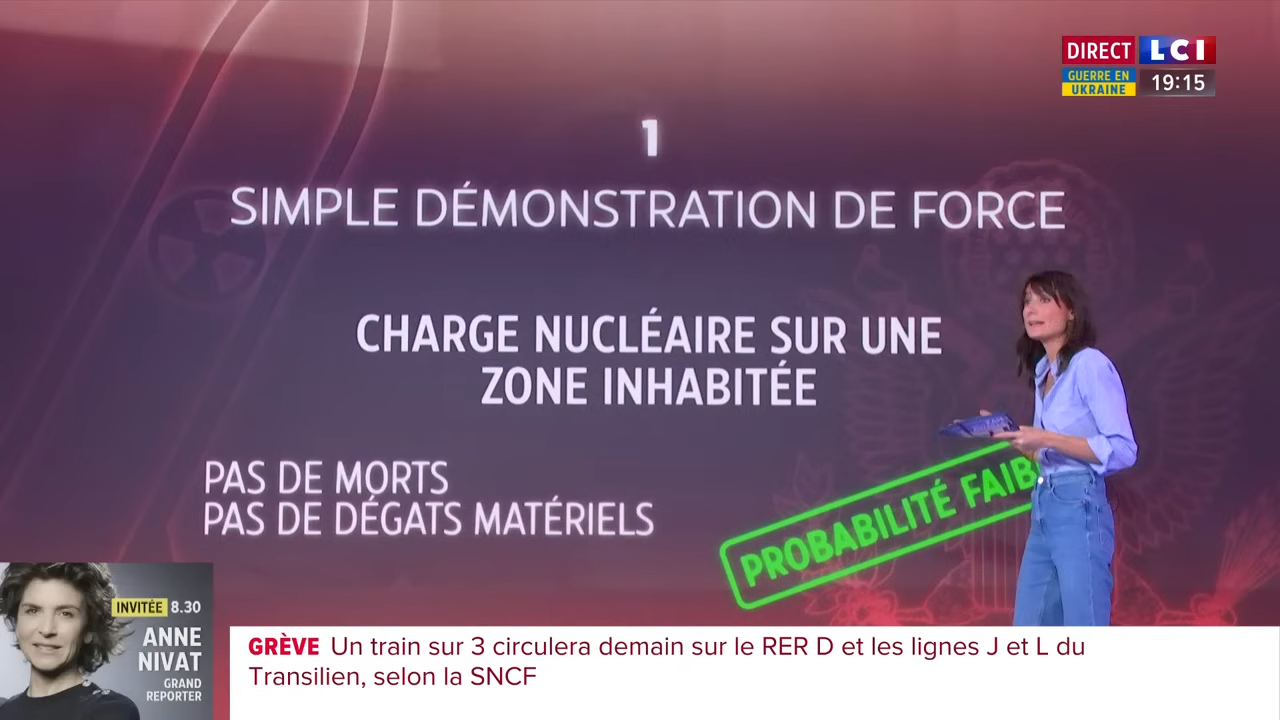 DIRECT LCI
GUERRE EN
UKRAINE
19:15
1
SIMPLE DÉMONSTRATION DE FORCE
CHARGE NUCLÉAIRE SUR UNE
ZONE INHABITÉE
PAS DE MORTS
PAS DE DÉGATS MATÉRIELS
PROBABILITÉ FAIB
INVITÉE 8.30
ANNE
NIVAT
GRAND
REPORTER
GRÈVE Un train sur 3 circulera demain sur le RER D et les lignes J et L du
Transilien, selon la SNCF